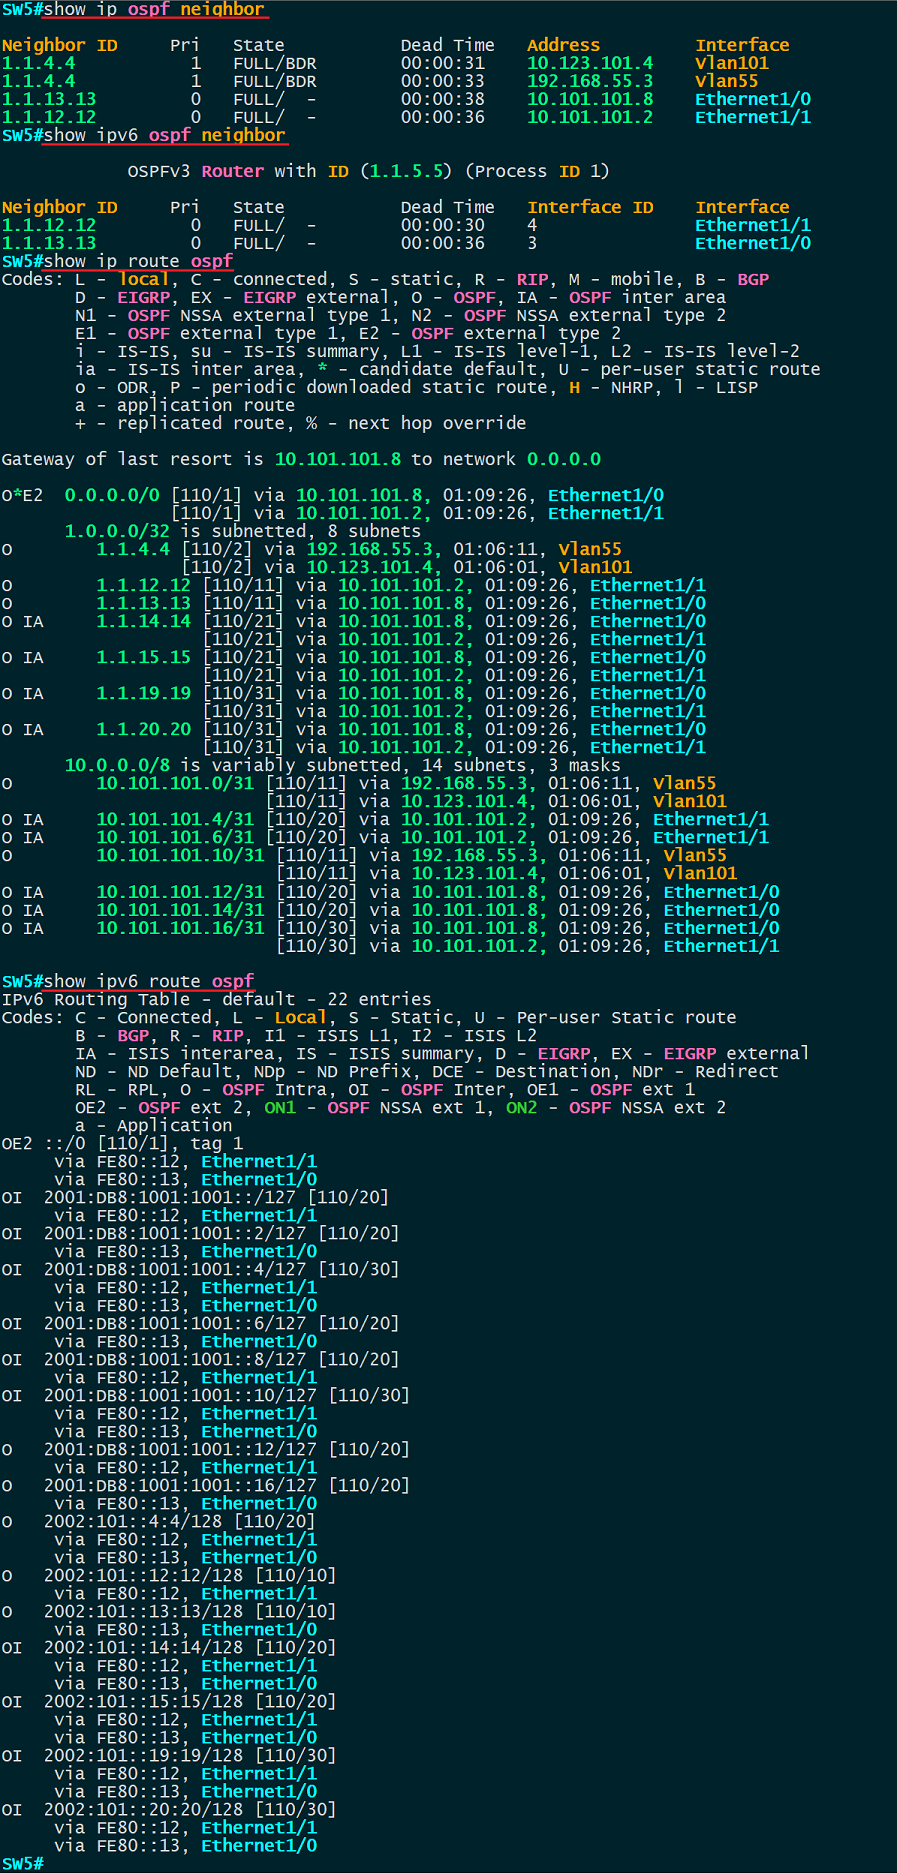 SW5#show ip ospf neighbor
Neighbor ID     Pri   State           Dead Time   Address         Interface
1.1.4.4           1   FULL/BDR        00:00:31    10.123.101.4    Vlan101
1.1.4.4           1   FULL/BDR        00:00:33    192.168.55.3    Vlan55
1.1.13.13         0   FULL/  -        00:00:38    10.101.101.8    Ethernet1/0
1.1.12.12         0   FULL/  -        00:00:36    10.101.101.2    Ethernet1/1
SW5#show ipv6 ospf neighbor
            OSPFv3 Router with ID (1.1.5.5) (Process ID 1)
Neighbor ID     Pri   State           Dead Time   Interface ID    Interface
1.1.12.12         0   FULL/  -        00:00:30    4               Ethernet1/1
1.1.13.13         0   FULL/  -        00:00:36    3               Ethernet1/0
SW5#show ip route ospf
Codes: L - local, C - connected, S - static, R - RIP, M - mobile, B - BGP
       D - EIGRP, EX - EIGRP external, O - OSPF, IA - OSPF inter area
       N1 - OSPF NSSA external type 1, N2 - OSPF NSSA external type 2
       E1 - OSPF external type 1, E2 - OSPF external type 2
       i - IS-IS, su - IS-IS summary, L1 - IS-IS level-1, L2 - IS-IS level-2
       ia - IS-IS inter area, * - candidate default, U - per-user static route
       o - ODR, P - periodic downloaded static route, H - NHRP, l - LISP
       a - application route
       + - replicated route, % - next hop override
Gateway of last resort is 10.101.101.8 to network 0.0.0.0
O*E2  0.0.0.0/0 [110/1] via 10.101.101.8, 01:09:26, Ethernet1/0
                [110/1] via 10.101.101.2, 01:09:26, Ethernet1/1
      1.0.0.0/32 is subnetted, 8 subnets
O        1.1.4.4 [110/2] via 192.168.55.3, 01:06:11, Vlan55
                 [110/2] via 10.123.101.4, 01:06:01, Vlan101
O        1.1.12.12 [110/11] via 10.101.101.2, 01:09:26, Ethernet1/1
O        1.1.13.13 [110/11] via 10.101.101.8, 01:09:26, Ethernet1/0
O IA     1.1.14.14 [110/21] via 10.101.101.8, 01:09:26, Ethernet1/0
                   [110/21] via 10.101.101.2, 01:09:26, Ethernet1/1
O IA     1.1.15.15 [110/21] via 10.101.101.8, 01:09:26, Ethernet1/0
                   [110/21] via 10.101.101.2, 01:09:26, Ethernet1/1
O IA     1.1.19.19 [110/31] via 10.101.101.8, 01:09:26, Ethernet1/0
                   [110/31] via 10.101.101.2, 01:09:26, Ethernet1/1
O IA     1.1.20.20 [110/31] via 10.101.101.8, 01:09:26, Ethernet1/0
                   [110/31] via 10.101.101.2, 01:09:26, Ethernet1/1
      10.0.0.0/8 is variably subnetted, 14 subnets, 3 masks
O        10.101.101.0/31 [110/11] via 192.168.55.3, 01:06:11, Vlan55
                         [110/11] via 10.123.101.4, 01:06:01, Vlan101
O IA     10.101.101.4/31 [110/20] via 10.101.101.2, 01:09:26, Ethernet1/1
O IA     10.101.101.6/31 [110/20] via 10.101.101.2, 01:09:26, Ethernet1/1
O        10.101.101.10/31 [110/11] via 192.168.55.3, 01:06:11, Vlan55
                          [110/11] via 10.123.101.4, 01:06:01, Vlan101
O IA     10.101.101.12/31 [110/20] via 10.101.101.8, 01:09:26, Ethernet1/0
O IA     10.101.101.14/31 [110/20] via 10.101.101.8, 01:09:26, Ethernet1/0
O IA     10.101.101.16/31 [110/30] via 10.101.101.8, 01:09:26, Ethernet1/0
                          [110/30] via 10.101.101.2, 01:09:26, Ethernet1/1
SW5#show ipv6 route ospf
IPv6 Routing Table - default - 22 entries
Codes: C - Connected, L - Local, S - Static, U - Per-user Static route
       B - BGP, R - RIP, I1 - ISIS L1, I2 - ISIS L2
       IA - ISIS interarea, IS - ISIS summary, D - EIGRP, EX - EIGRP external
       ND - ND Default, NDp - ND Prefix, DCE - Destination, NDr - Redirect
       RL - RPL, O - OSPF Intra, OI - OSPF Inter, OE1 - OSPF ext 1
       OE2 - OSPF ext 2, ON1 - OSPF NSSA ext 1, ON2 - OSPF NSSA ext 2
       a - Application
OE2 ::/0 [110/1], tag 1
     via FE80::12, Ethernet1/1
     via FE80::13, Ethernet1/0
OI  2001:DB8:1001:1001::/127 [110/20]
     via FE80::12, Ethernet1/1
OI  2001:DB8:1001:1001::2/127 [110/20]
     via FE80::13, Ethernet1/0
OI  2001:DB8:1001:1001::4/127 [110/30]
     via FE80::12, Ethernet1/1
     via FE80::13, Ethernet1/0
OI  2001:DB8:1001:1001::6/127 [110/20]
     via FE80::13, Ethernet1/0
OI  2001:DB8:1001:1001::8/127 [110/20]
     via FE80::12, Ethernet1/1
OI  2001:DB8:1001:1001::10/127 [110/30]
     via FE80::12, Ethernet1/1
     via FE80::13, Ethernet1/0
O   2001:DB8:1001:1001::12/127 [110/20]
     via FE80::12, Ethernet1/1
O   2001:DB8:1001:1001::16/127 [110/20]
     via FE80::13, Ethernet1/0
O   2002:101::4:4/128 [110/20]
     via FE80::12, Ethernet1/1
     via FE80::13, Ethernet1/0
O   2002:101::12:12/128 [110/10]
     via FE80::12, Ethernet1/1
O   2002:101::13:13/128 [110/10]
     via FE80::13, Ethernet1/0
OI  2002:101::14:14/128 [110/20]
     via FE80::12, Ethernet1/1
     via FE80::13, Ethernet1/0
OI  2002:101::15:15/128 [110/20]
     via FE80::12, Ethernet1/1
     via FE80::13, Ethernet1/0
OI  2002:101::19:19/128 [110/30]
     via FE80::12, Ethernet1/1
     via FE80::13, Ethernet1/0
OI  2002:101::20:20/128 [110/30]
     via FE80::12, Ethernet1/1
     via FE80::13, Ethernet1/0
SW5#